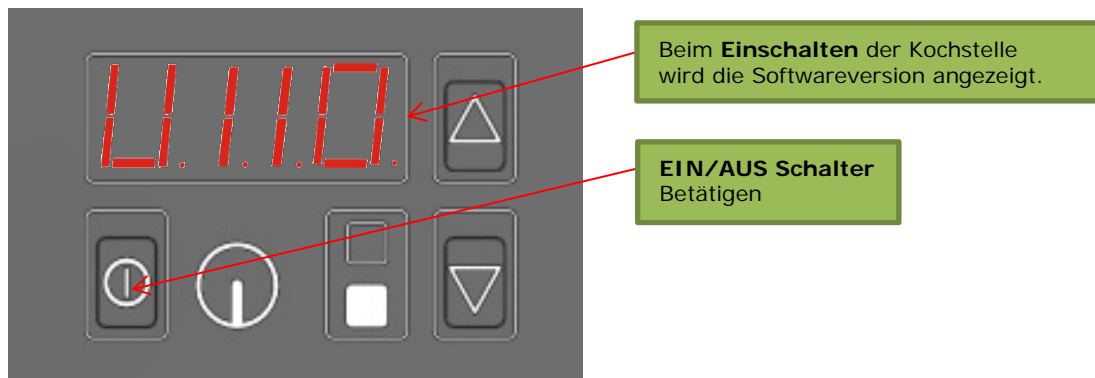 U.1.1.0.
Beim Einschalten der Kochstelle
wird die Softwareversion angezeigt.
EIN/AUS Schalter
Betätigen